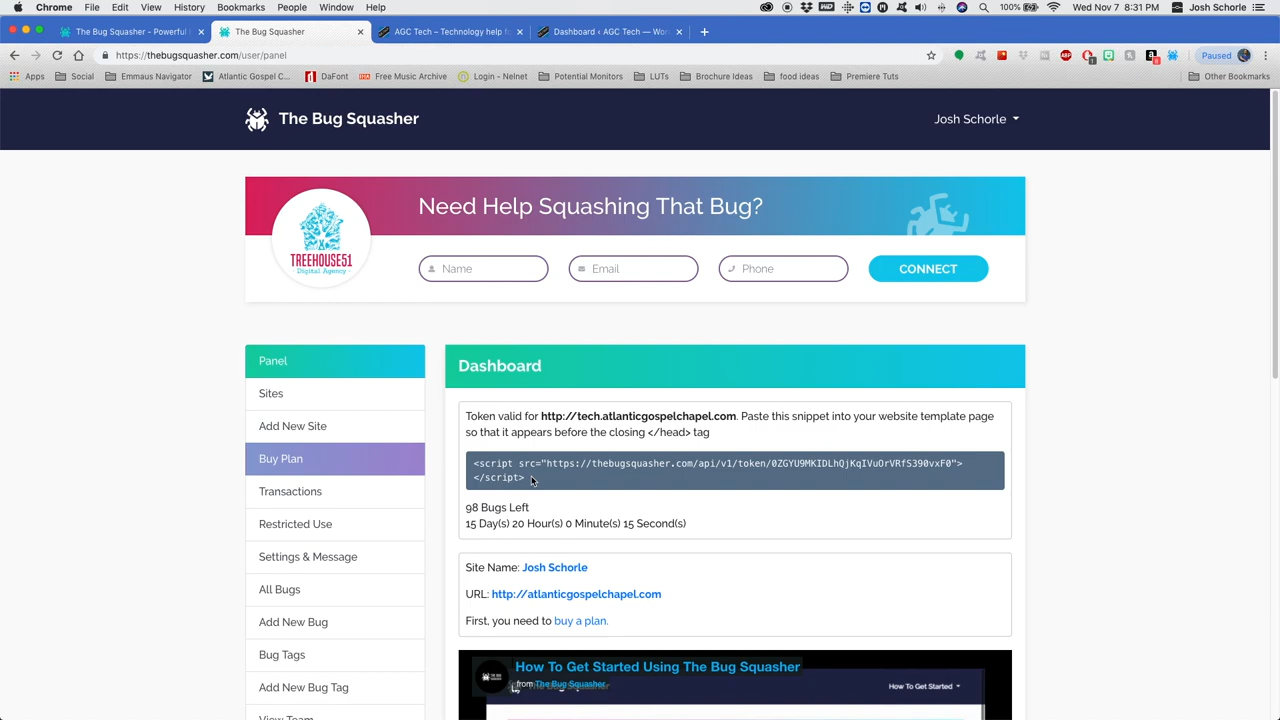 Chrome File Edit View History Bookmarks People Window Help 100% Wed Nov 7 8:31 PM Josh Schorle
The Bug Squasher - Powerful The Bug Squasher AGC Tech – Technology help fo Dashboard ‹ AGC Tech — Wor
https://thebugsquasher.com/user/panel Paused
Apps Social Emmaus Navigator Atlantic Gospel C... DaFont Free Music Archive Login - Nelnet Potential Monitors LUTs Brochure Ideas food ideas Premiere Tuts Other Bookmarks
The Bug Squasher Josh Schorle
Need Help Squashing That Bug?
TREEHOUSE51
- Digital Agency -
Name Email Phone CONNECT
Panel
Sites
Add New Site
Buy Plan
Transactions
Restricted Use
Settings & Message
All Bugs
Add New Bug
Bug Tags
Add New Bug Tag
View Team
Dashboard
Token valid for http://tech.atlanticgospelchapel.com. Paste this snippet into your website template page
so that it appears before the closing </head> tag
<script src="https://thebugsquasher.com/api/v1/token/0ZGYU9MKIDLhQjKqIVuOrVRfS390vxF0">
</script>
98 Bugs Left
15 Day(s) 20 Hour(s) 0 Minute(s) 15 Second(s)
Site Name: Josh Schorle
URL: http://atlanticgospelchapel.com
First, you need to buy a plan.
How To Get Started Using The Bug Squasher
from The Bug Squasher
How To Get Started